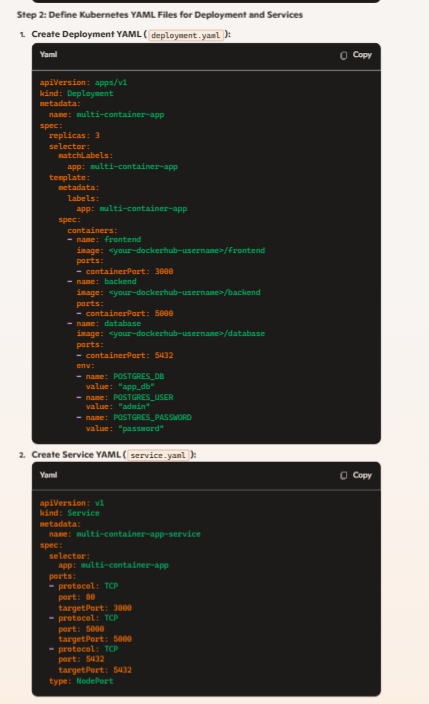 Step 2: Define Kubernetes YAML Files for Deployment and Services
1. Create Deployment YAML ( deployment.yaml ):
Yaml
Copy
apiVersion: apps/v1
kind: Deployment
metadata:
  name: multi-container-app
spec:
  replicas: 3
  selector:
    matchLabels:
      app: multi-container-app
  template:
    metadata:
      labels:
        app: multi-container-app
    spec:
      containers:
      - name: frontend
        image: <your-dockerhub-username>/frontend
        ports:
        - containerPort: 3000
      - name: backend
        image: <your-dockerhub-username>/backend
        ports:
        - containerPort: 5000
      - name: database
        image: <your-dockerhub-username>/database
        ports:
        - containerPort: 5432
        env:
        - name: POSTGRES_DB
          value: "app_db"
        - name: POSTGRES_USER
          value: "admin"
        - name: POSTGRES_PASSWORD
          value: "password"
2. Create Service YAML ( service.yaml ):
Yaml
Copy
apiVersion: v1
kind: Service
metadata:
  name: multi-container-app-service
spec:
  selector:
    app: multi-container-app
  ports:
  - protocol: TCP
    port: 80
    targetPort: 3000
  - protocol: TCP
    port: 5000
    targetPort: 5000
  - protocol: TCP
    port: 5432
    targetPort: 5432
  type: NodePort